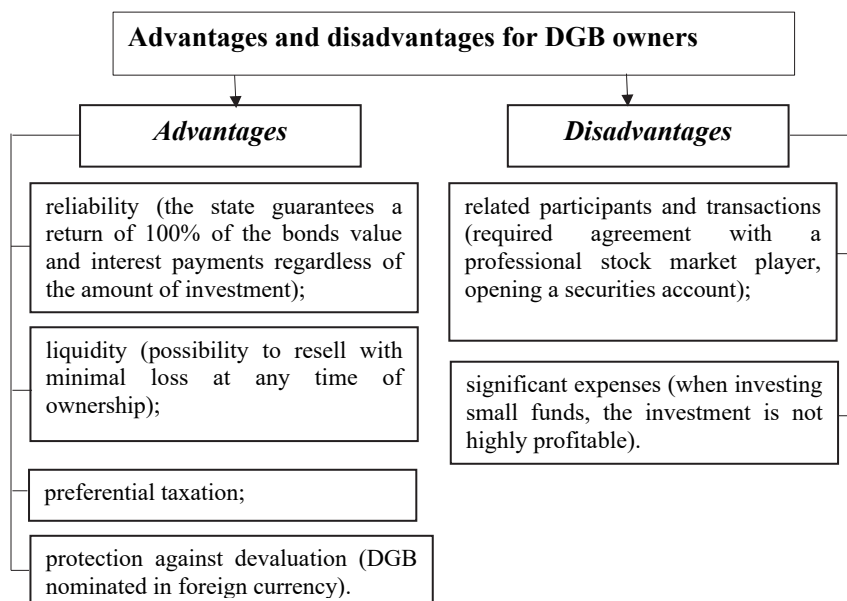 Advantages and disadvantages for DGB owners
Advantages
Disadvantages
reliability (the state guarantees a
return of 100% of the bonds value
and interest payments regardless of
the amount of investment);
liquidity (possibility to resell with
minimal loss at any time of
ownership);
preferential taxation;
protection against devaluation (DGB
nominated in foreign currency).
related participants and transactions
(required agreement with a
professional stock market player,
opening a securities account);
significant expenses (when investing
small funds, the investment is not
highly profitable).